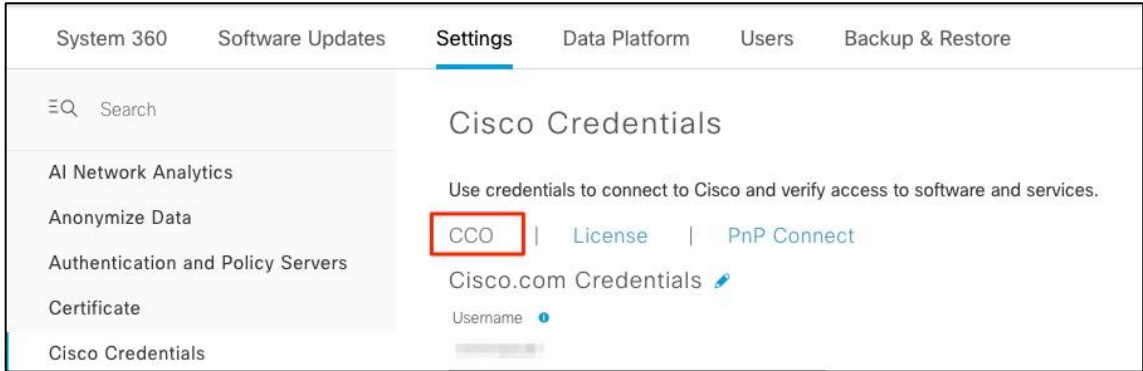 System 360 Software Updates Settings Data Platform Users Backup & Restore
Search
AI Network Analytics
Anonymize Data
Authentication and Policy Servers
Certificate
Cisco Credentials
Cisco Credentials
Use credentials to connect to Cisco and verify access to software and services.
CCO | License | PnP Connect
Cisco.com Credentials
Username